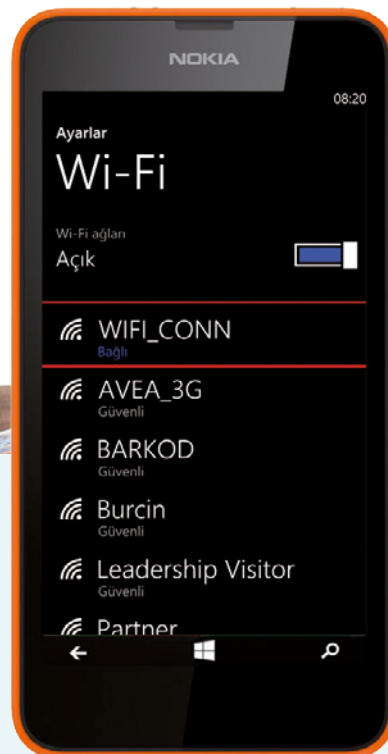 NOKIA
08:20
Ayarlar
Wi-Fi
Wi-Fi ağları
Açık
WIFI_CONN
Bağlı
AVEA_3G
Güvenli
BARKOD
Güvenli
Burcin
Güvenli
Leadership Visitor
Güvenli
Partner